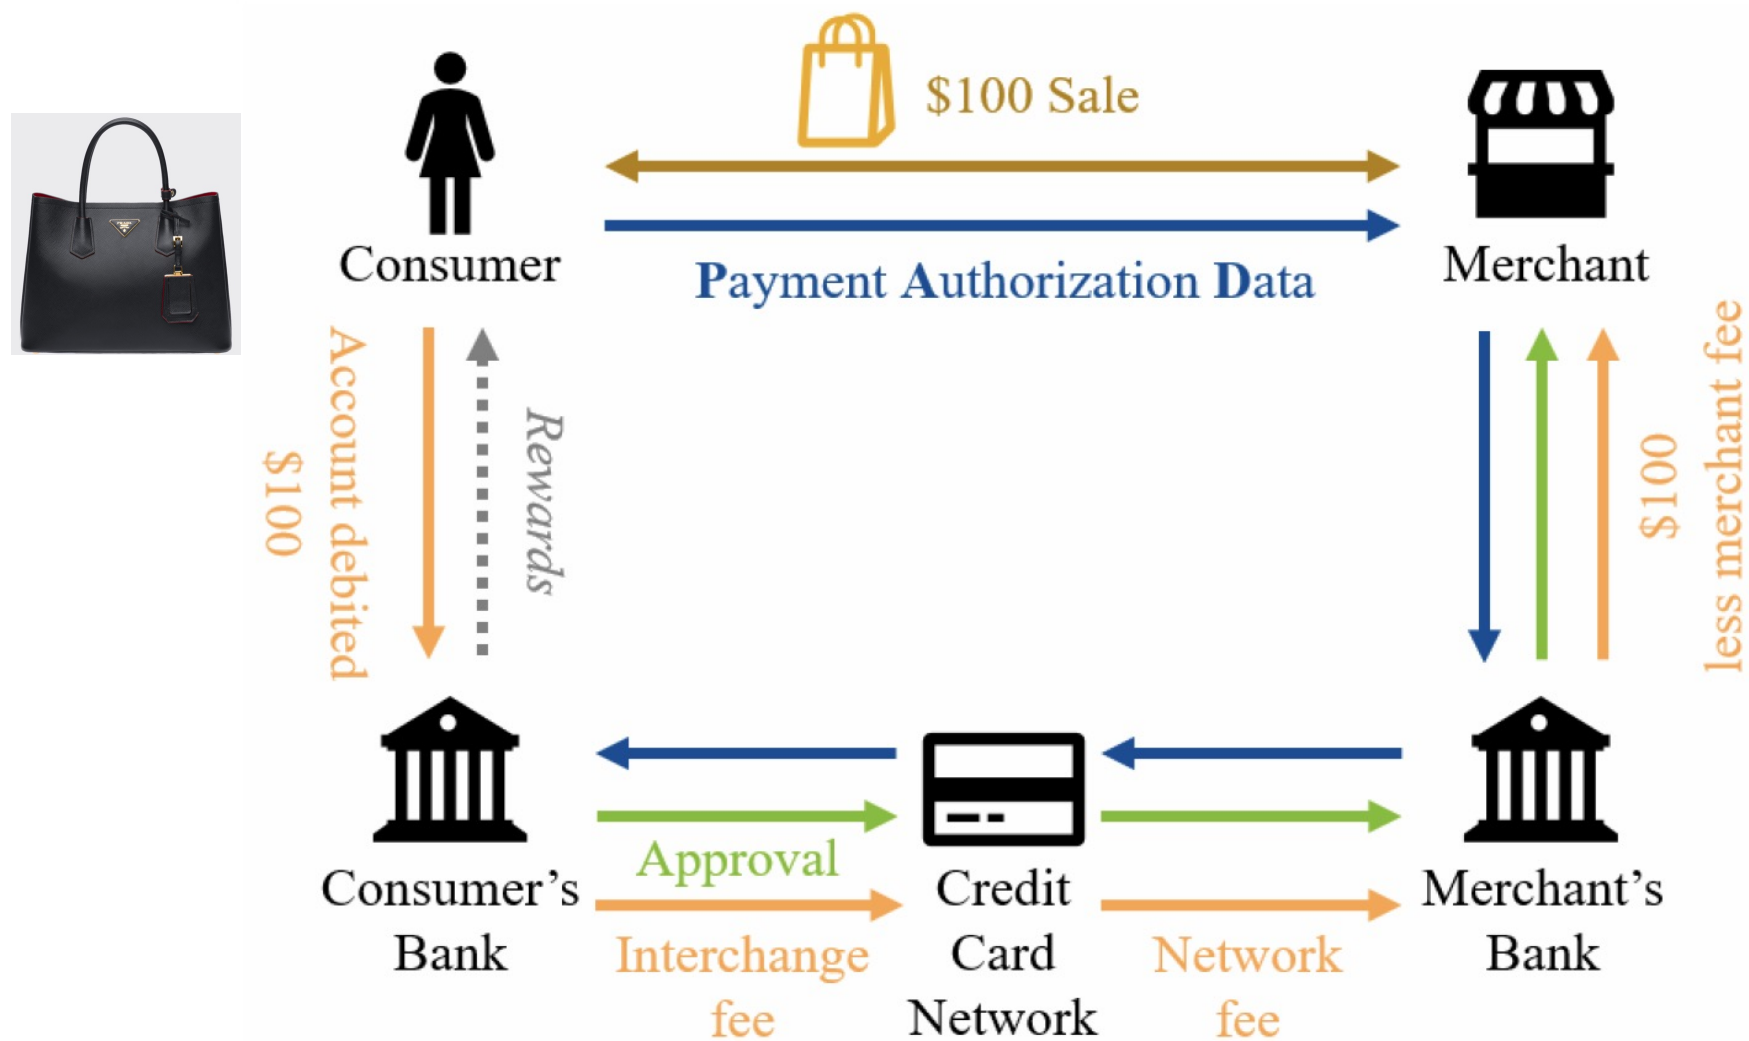 $100 Sale
Consumer
Merchant
Payment Authorization Data
Account debited
$100
Rewards
$100
less merchant fee
Consumer's
Bank
Approval
Interchange
fee
Credit
Card
Network
Network
fee
Merchant's
Bank